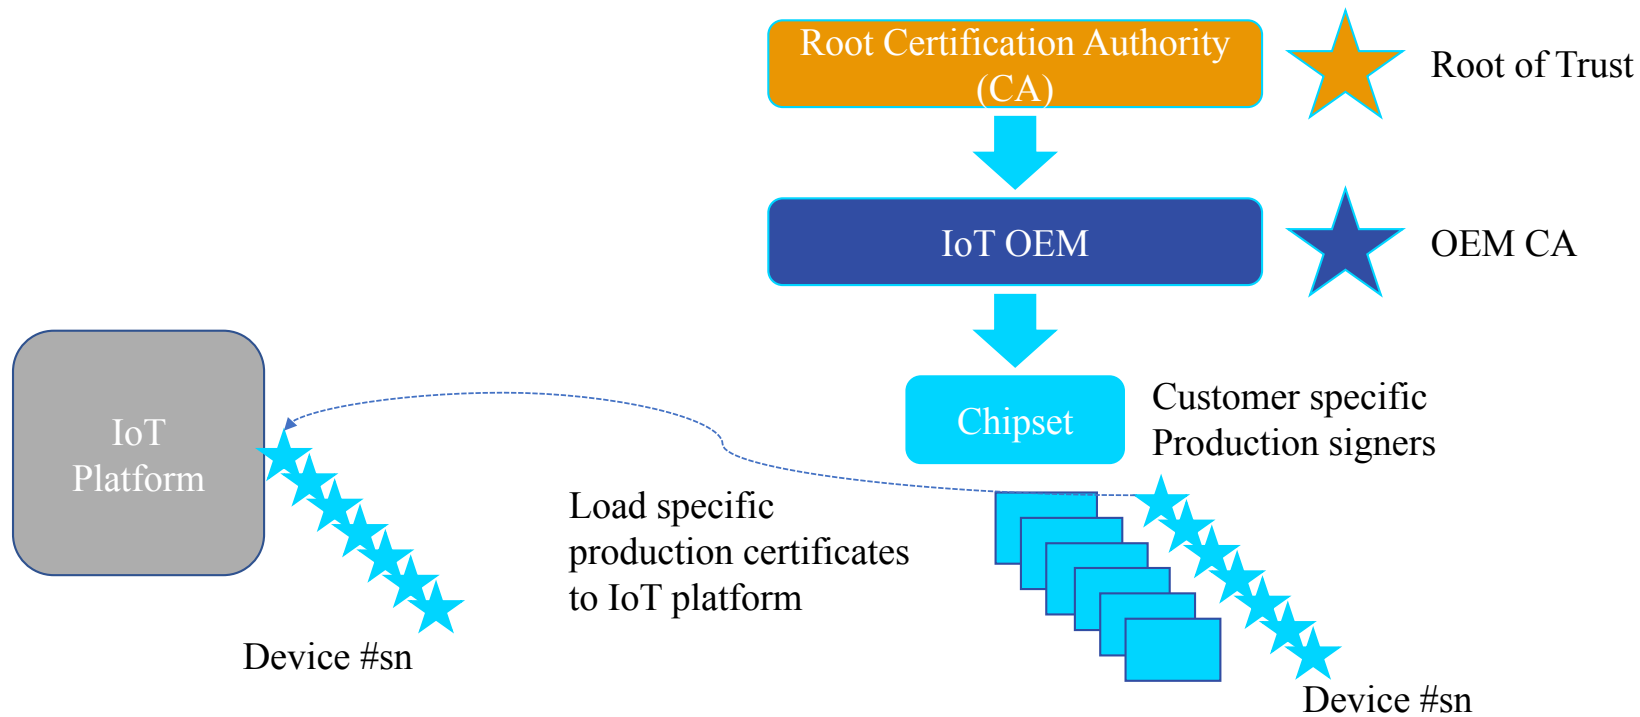 Root Certification Authority
(CA)
Root of Trust
IoT OEM
OEM CA
IoT
Platform
Chipset
Customer specific
Production signers
Load specific
production certificates
to IoT platform
Device #sn
Device #sn